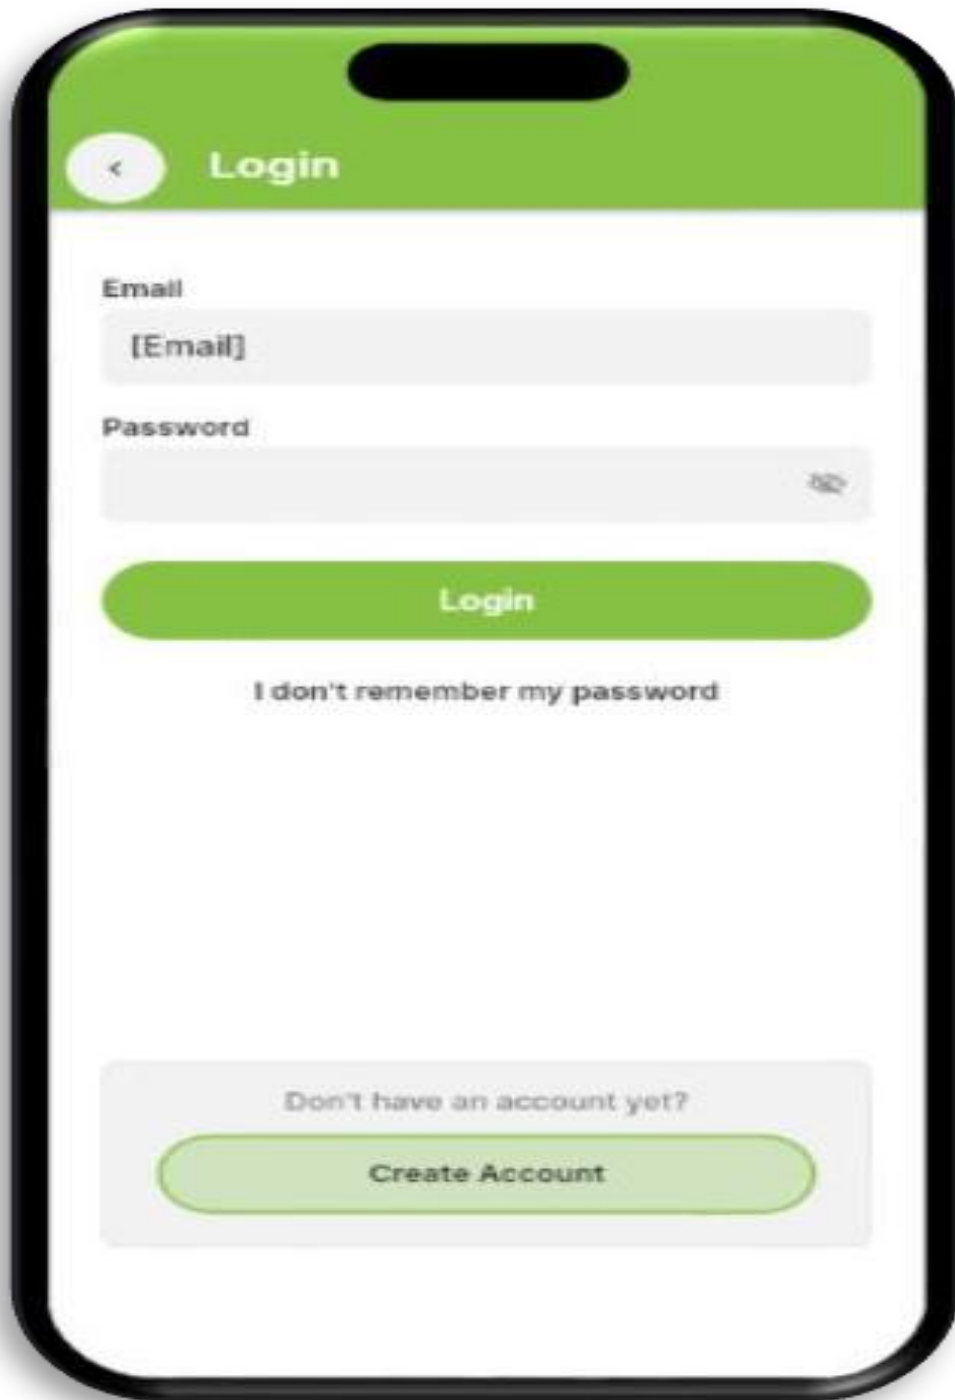 Login
Email
[Email]
Password
Login
I don't remember my password
Don't have an account yet?
Create Account